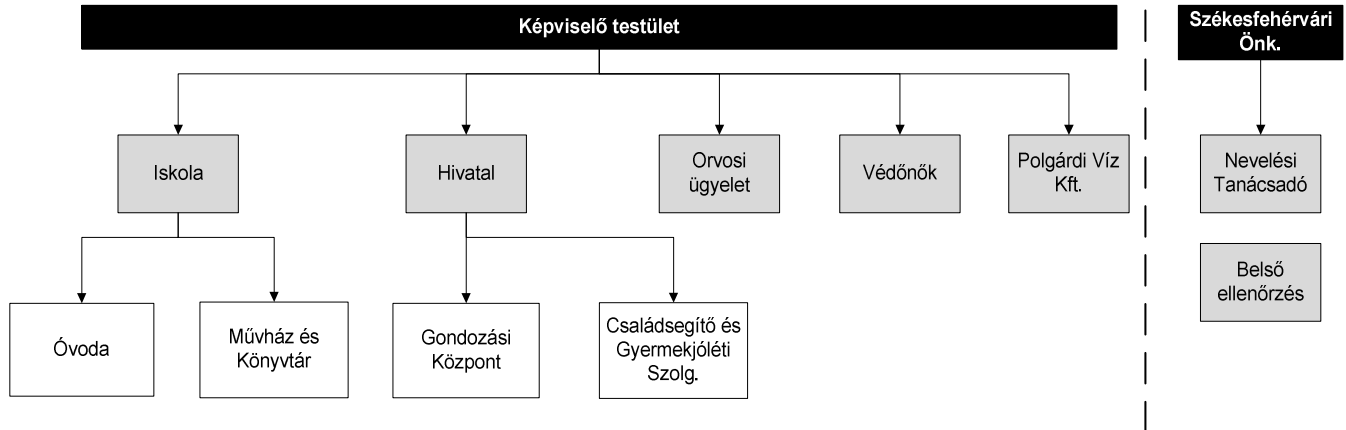 Képviselő testület
Székesfehérvári
Önk.
Iskola
Hivatal
Orvosi
ügyelet
Védőnők
Polgárdi Víz
Kft.
Nevelési
Tanácsadó
Belső
ellenőrzés
Óvoda
Művház és
Könyvtár
Gondozási
Központ
Családsegítő és
Gyermekjóléti
Szolg.